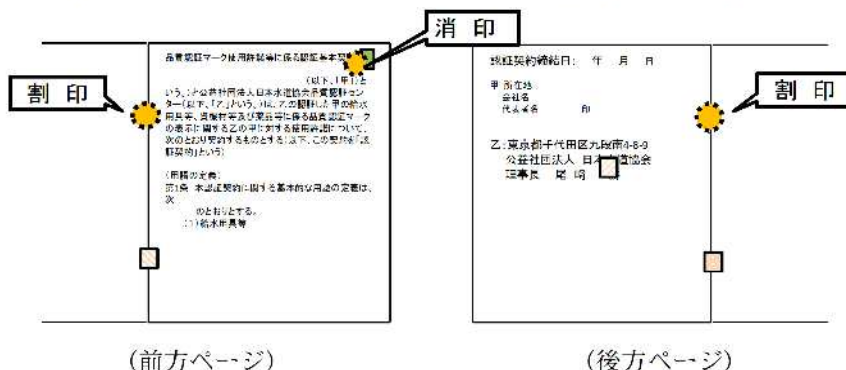 消 印
割 印
品質認証マーク使用許諾等に係る認証基本契
(以下、「甲」)と
いう。)と公益社団法人日本水道協会品質認証セン
ター(以下、「乙」という。)は、乙の認証した甲の給水
用具等、資機材等及び薬品等に係る品質認証マーク
の表示に関する乙の甲に対する使用許諾について、
次のとおり契約するものとする(以下、この契約を「認
証契約」という)
(用語の定義)
第1条 本認証契約に関する基本的な用語の定義は、
次
のとおりとする。
(1)給水用具等
(前方ページ)
認証契約締結日: 年 月 日
甲 所在地
会社名
代表者名 印
割 印
乙:東京都千代田区九段南4-8-9
公益社団法人 日本水道協会
理事長 尾﨑
(後方ページ)